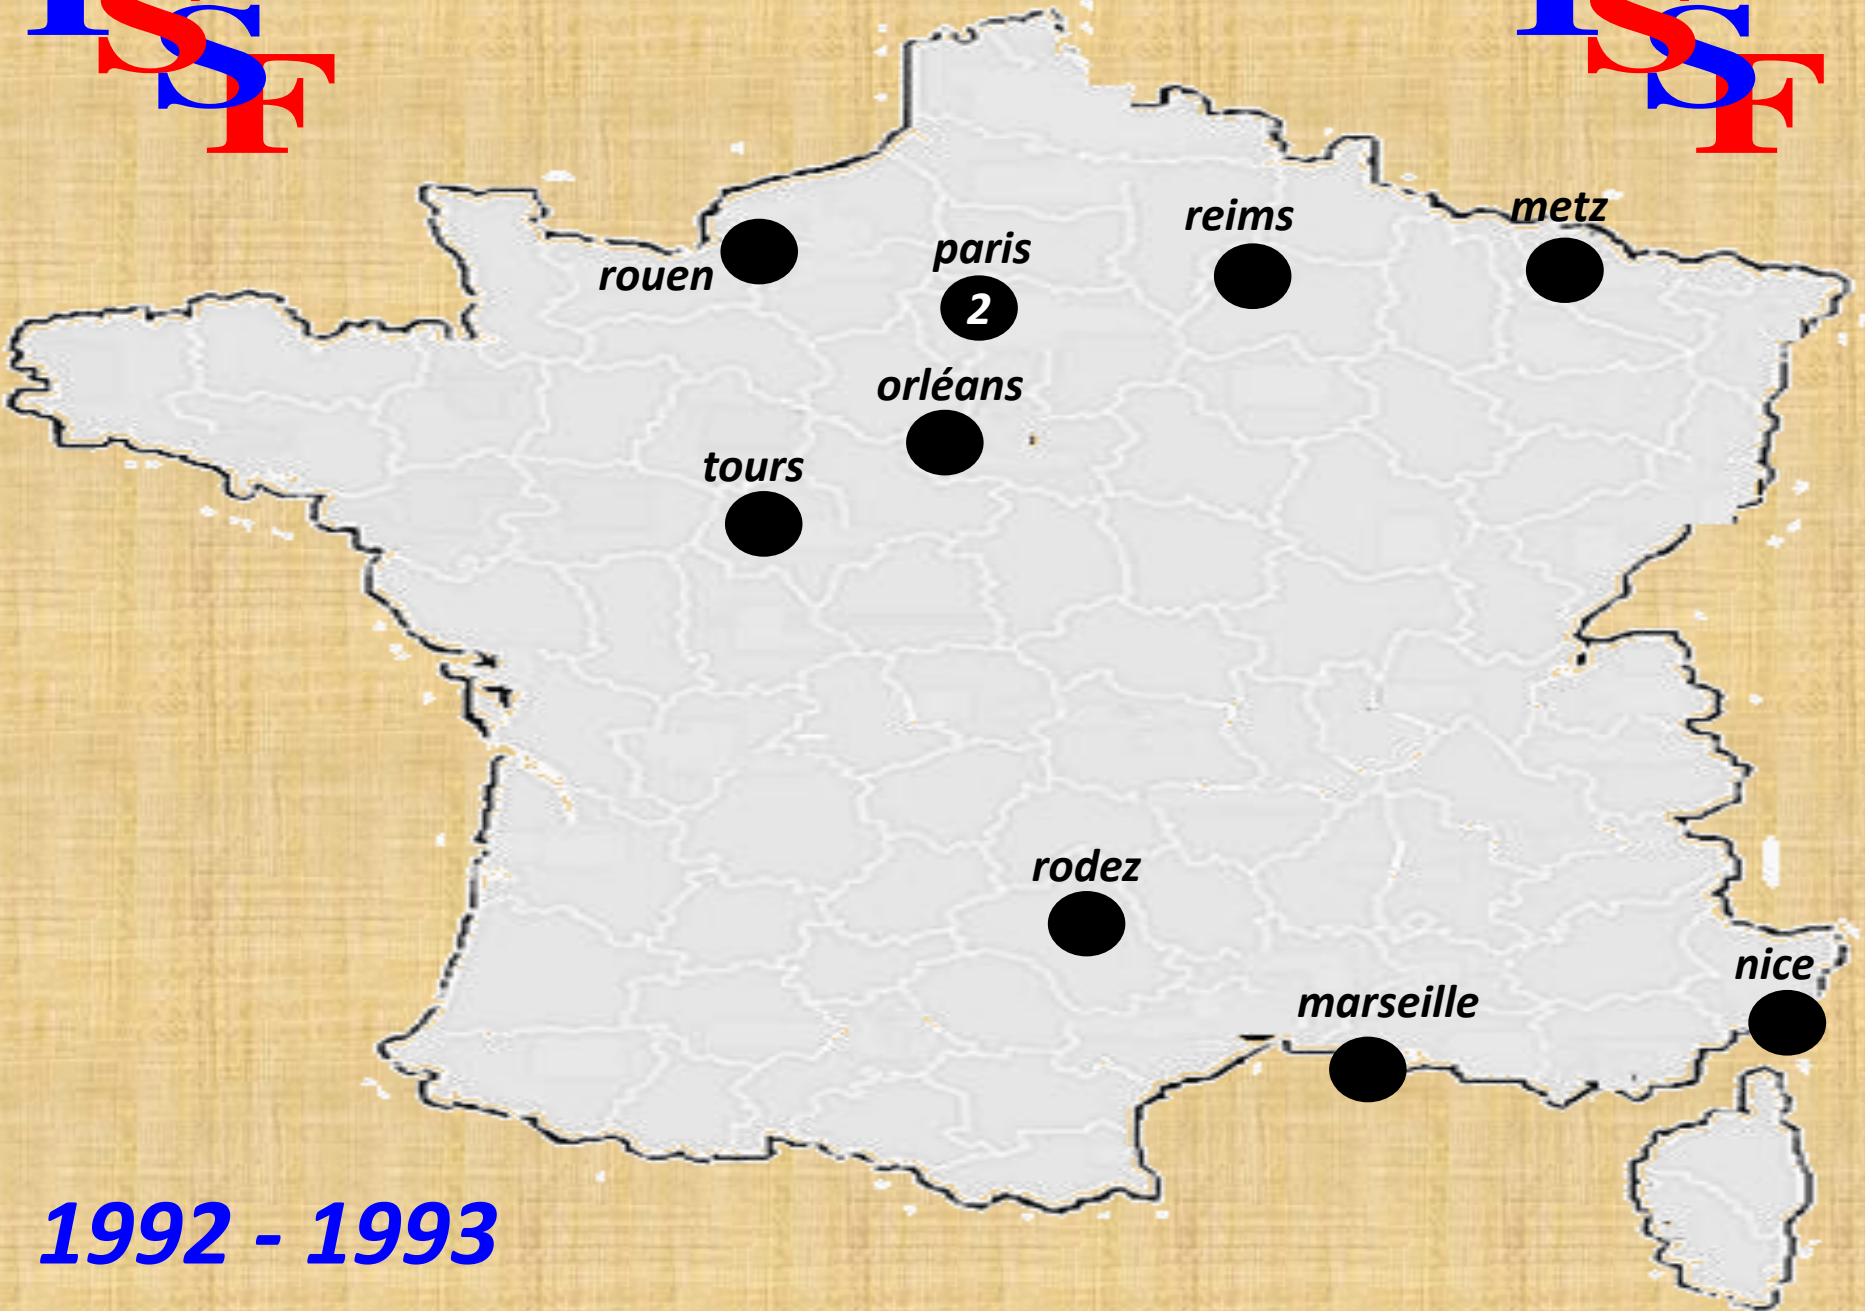 ISSF
ISSF
metz
reims
paris
rouen
2
orléans
tours
rodez
nice
marseille
1992 - 1993